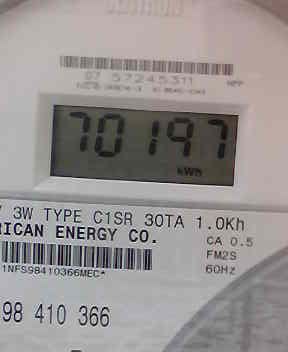 07 57245311
70197
kWh
3W TYPE C1SR 30TA 1.0Kh
RICAN ENERGY CO.
CA 0.5
FM2S
60Hz
1NFS98410366MEC*
98 410 366